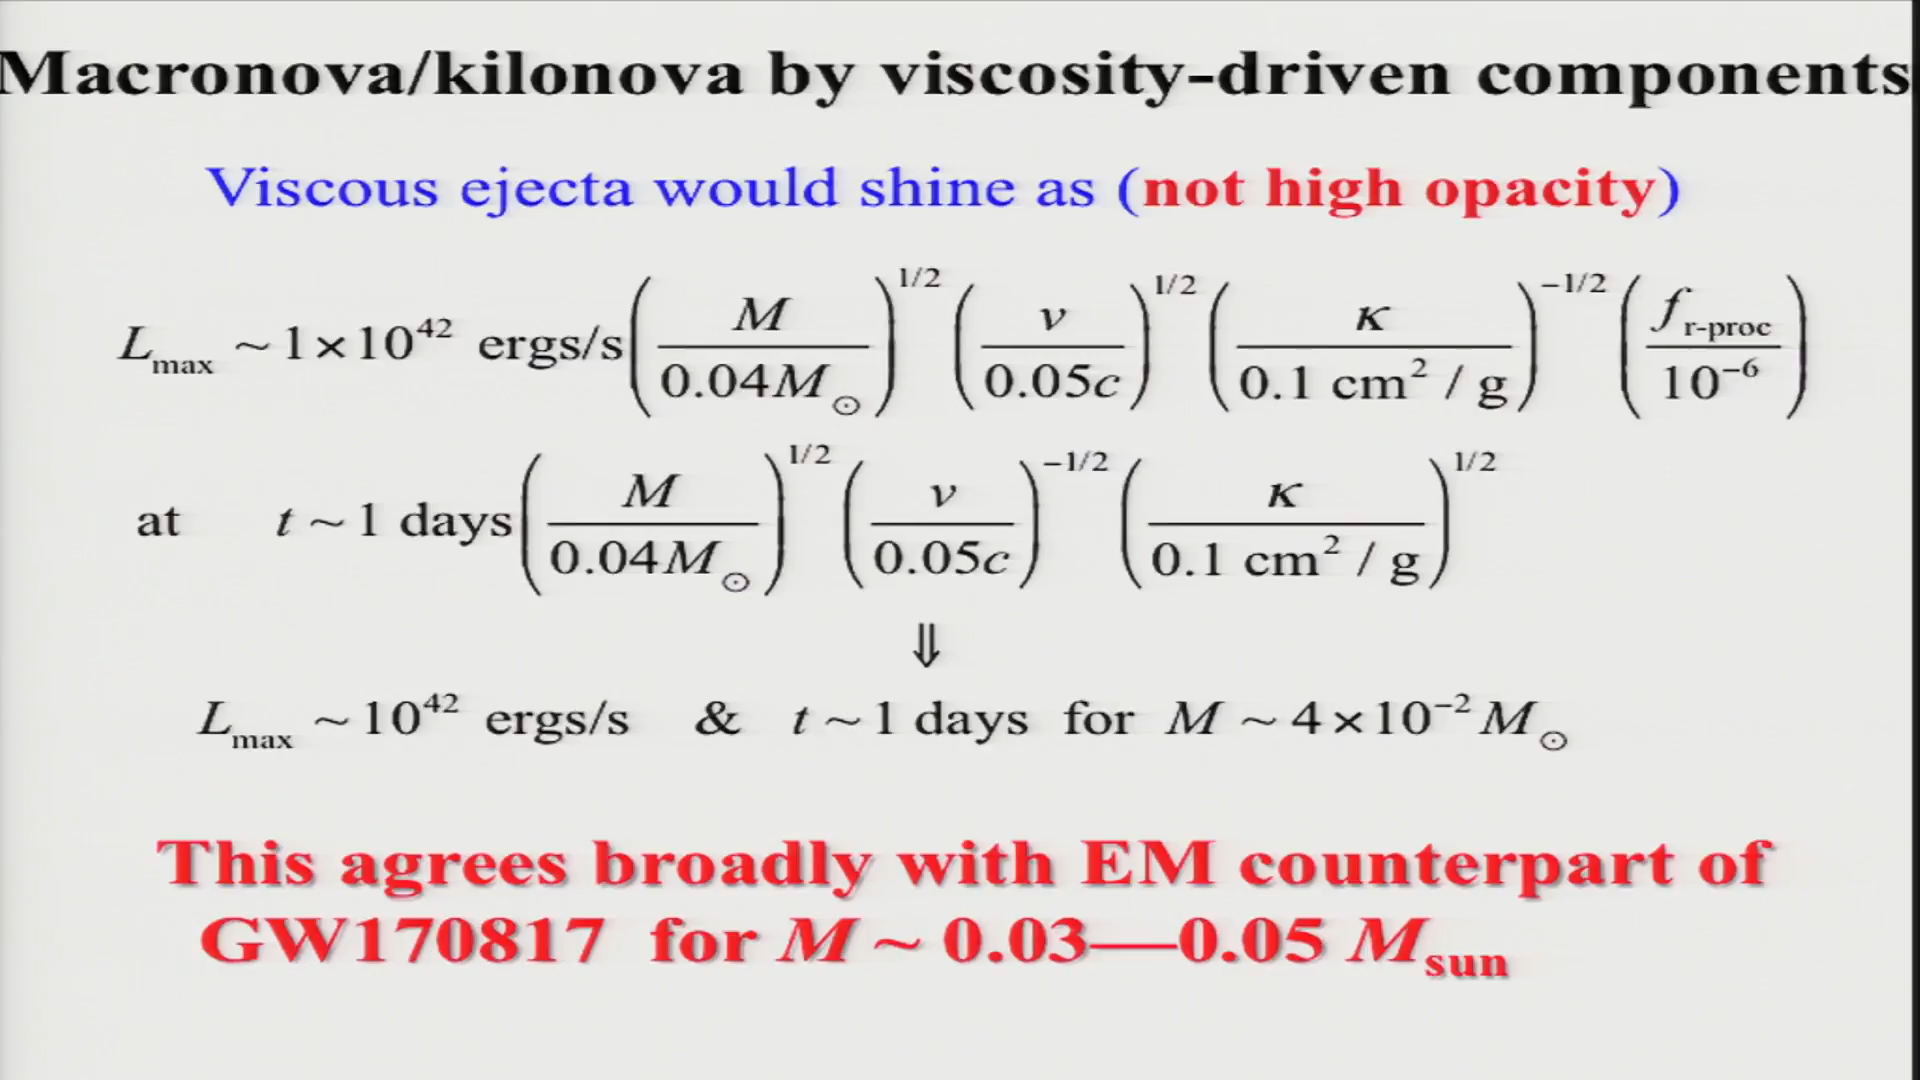 Macronova/kilonova by viscosity-driven components
Viscous ejecta would shine as (not high opacity)
L_max ~ 1×10^42 ergs/s (M / 0.04M_⊙)^1/2 (v / 0.05c)^1/2 (κ / 0.1 cm^2 / g)^−1/2 (f_r-proc / 10^−6)
at t ~ 1 days (M / 0.04M_⊙)^1/2 (v / 0.05c)^−1/2 (κ / 0.1 cm^2 / g)^1/2
⇓
L_max ~ 10^42 ergs/s & t ~ 1 days for M ~ 4×10^−2 M_⊙
This agrees broadly with EM counterpart of
GW170817 for M ~ 0.03—0.05 M_sun